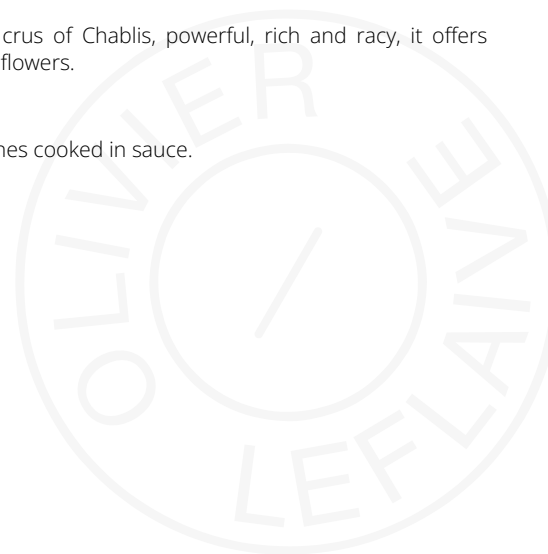 crus of Chablis, powerful, rich and racy, it offers
flowers.
nes cooked in sauce.
OLIVIER LEFLAIVE